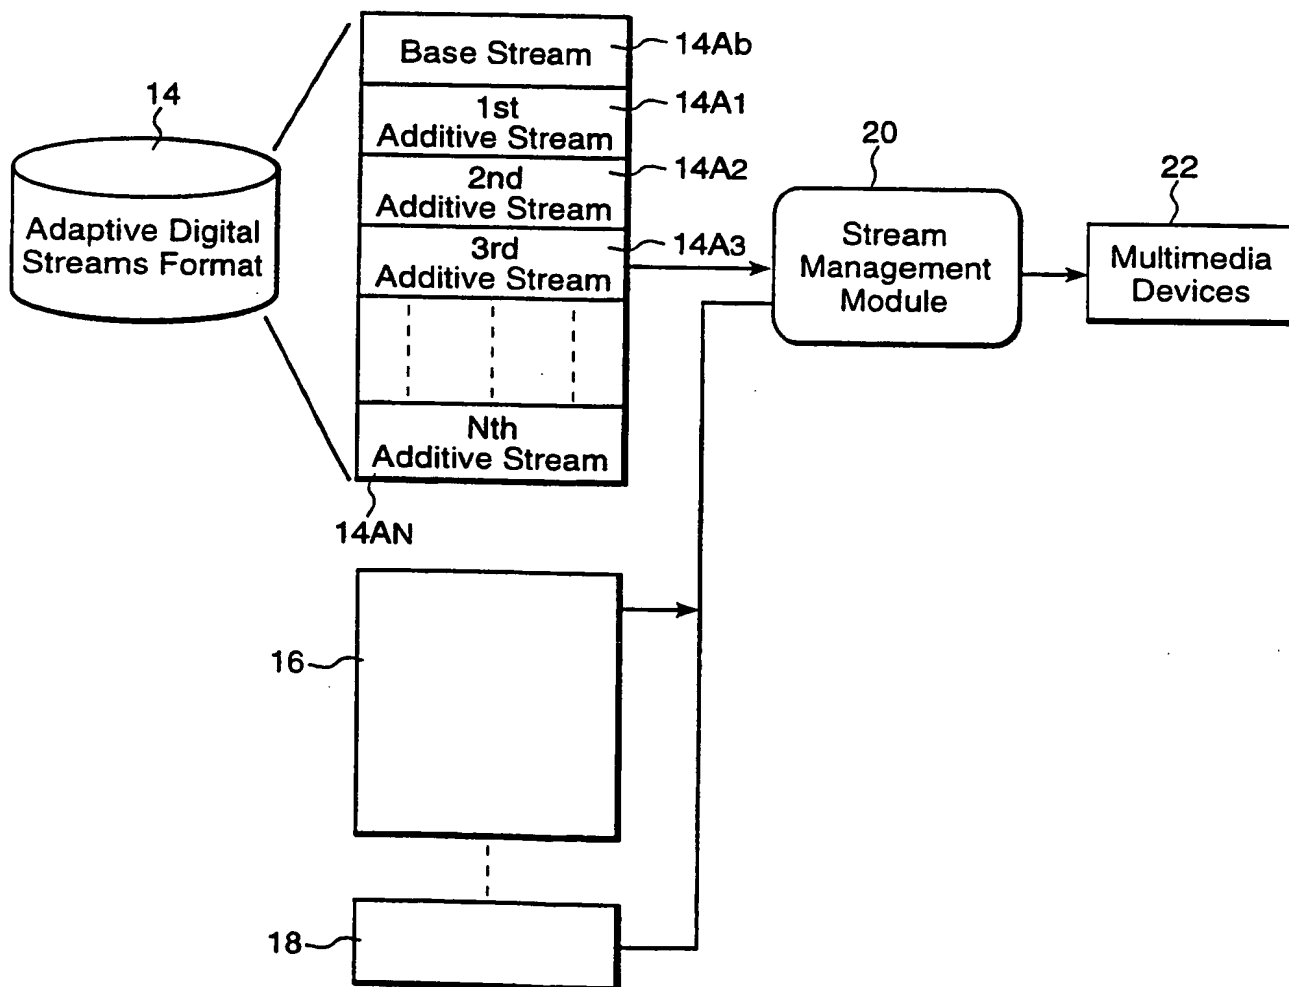 14
Adaptive Digital
Streams Format
Base Stream
14Ab
1st
Additive Stream
14A1
2nd
Additive Stream
14A2
3rd
Additive Stream
14A3
Nth
Additive Stream
14AN
20
Stream
Management
Module
22
Multimedia
Devices
16
18